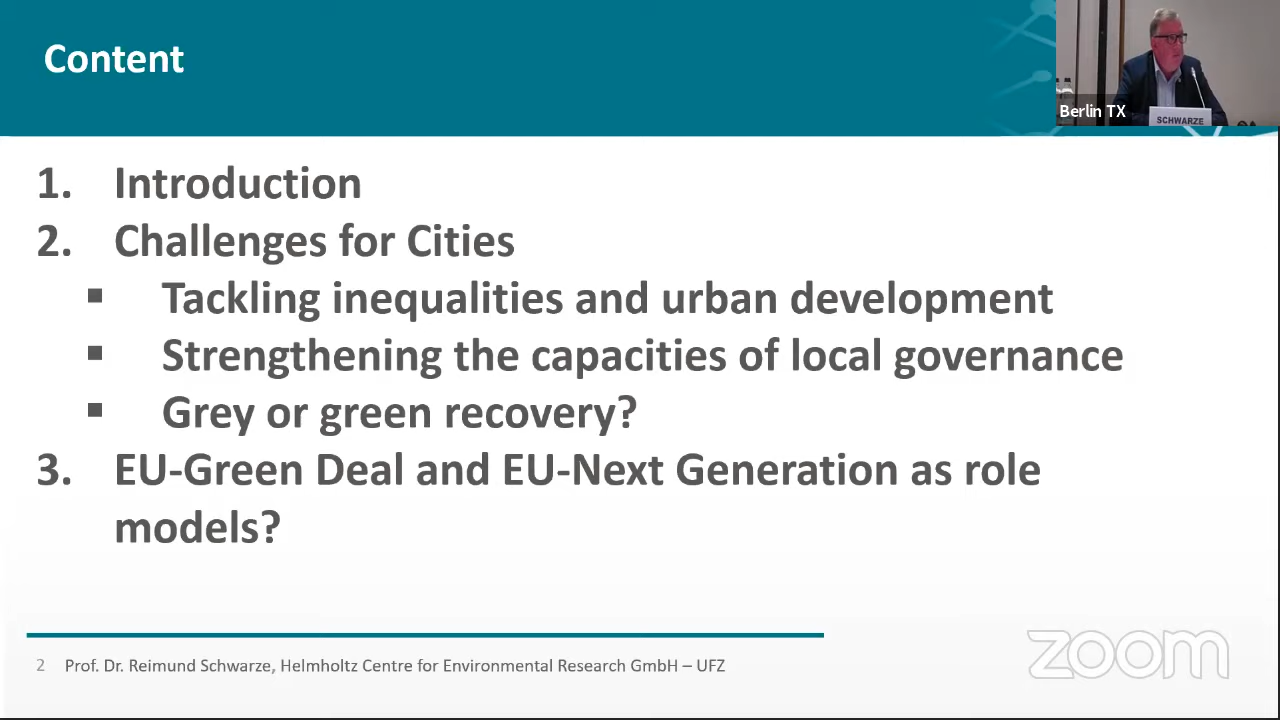 Content
Berlin TX
SCHWARZE
1. Introduction
2. Challenges for Cities
▪ Tackling inequalities and urban development
▪ Strengthening the capacities of local governance
▪ Grey or green recovery?
3. EU-Green Deal and EU-Next Generation as role
models?
2 Prof. Dr. Reimund Schwarze, Helmholtz Centre for Environmental Research GmbH – UFZ
zoom